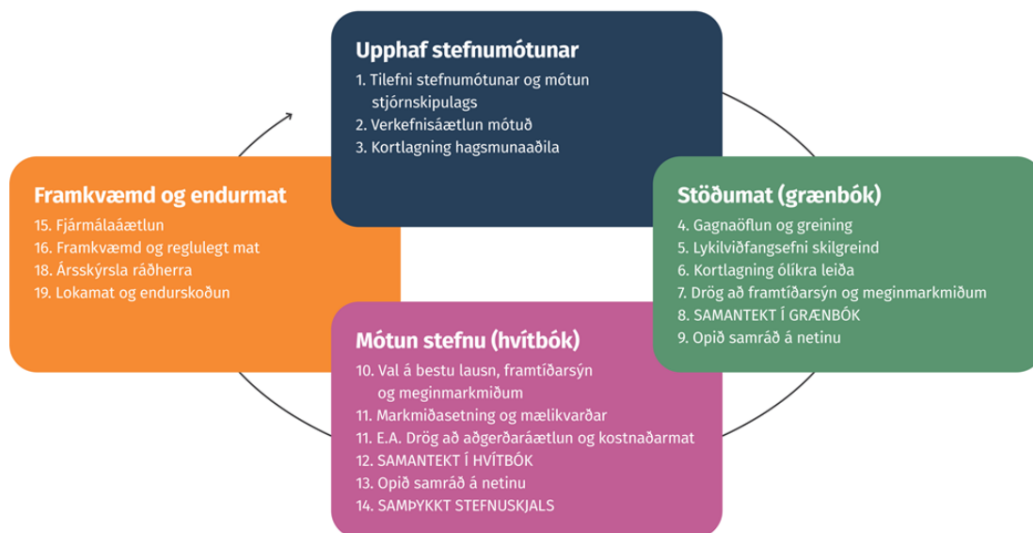 Upphaf stefnumótunar
1. Tilefni stefnumótunar og mótun
stjórnskipulags
2. Verkefnisáætlun mótuð
3. Kortlagning hagsmunaaðila
Stöðumat (grænbók)
4. Gagnaöflun og greining
5. Lykilviðfangsefni skilgreind
6. Kortlagning ólíkra leiða
7. Drög að framtíðarsýn og meginmarkmiðum
8. SAMANTEKT Í GRÆNBÓK
9. Opið samráð á netinu
Mótun stefnu (hvítbók)
10. Val á bestu lausn, framtíðarsýn
og meginmarkmiðum
11. Markmiðasetning og mælikvarðar
11. E.A. Drög að aðgerðaráætlun og kostnaðarmat
12. SAMANTEKT Í HVÍTBÓK
13. Opið samráð á netinu
14. SAMÞYKKT STEFNUSKJALS
Framkvæmd og endurmat
15. Fjármálaáætlun
16. Framkvæmd og reglulegt mat
18. Ársskýrsla ráðherra
19. Lokamat og endurskoðun